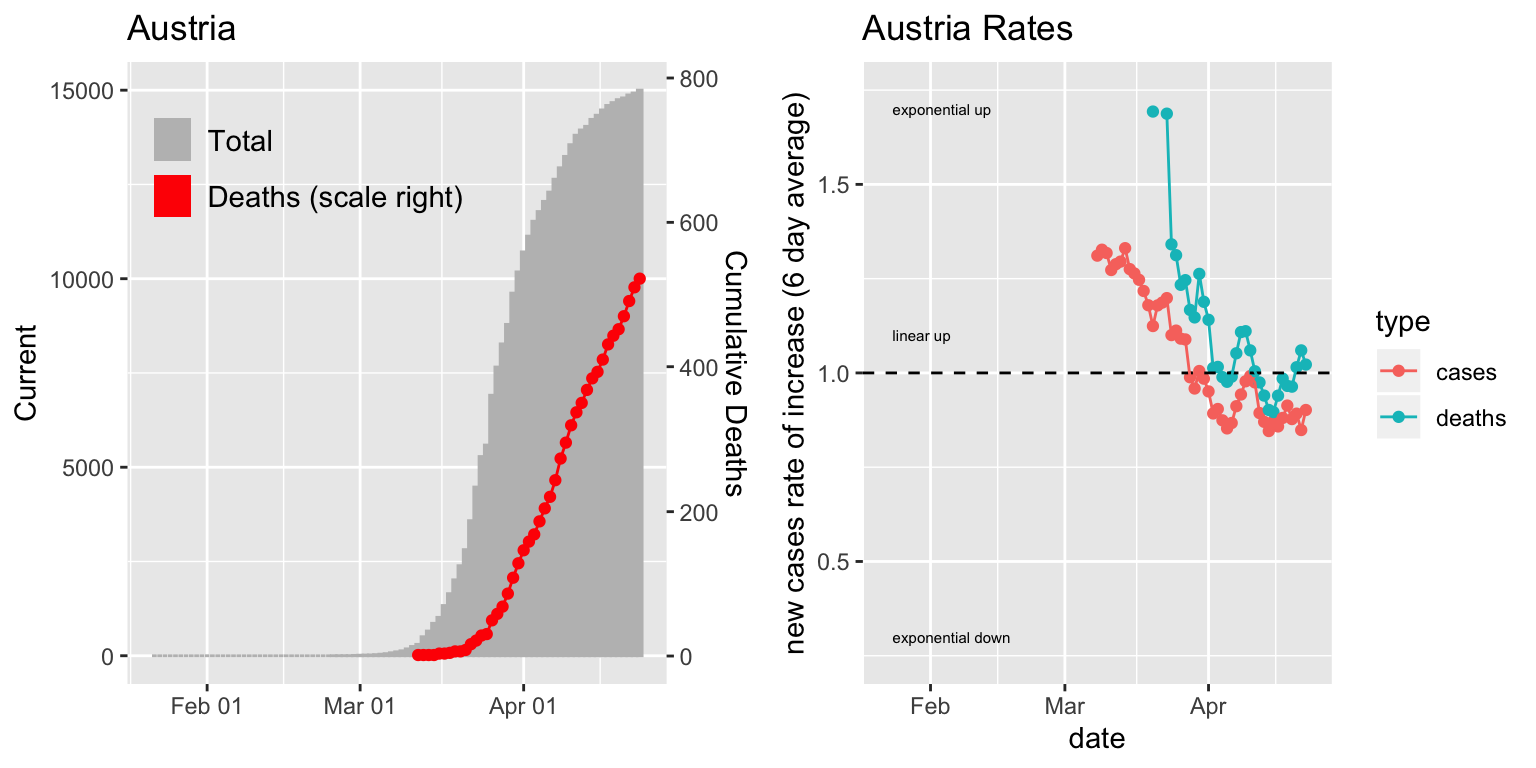 Austria
15000
10000
5000
0
Current
Total
Deaths (scale right)
800
600
400
200
0
Cumulative Deaths
Feb 01
Mar 01
Apr 01
Austria Rates
new cases rate of increase (6 day average)
1.5
1.0
0.5
exponential up
linear up
exponential down
Feb
Mar
Apr
date
type
cases
deaths